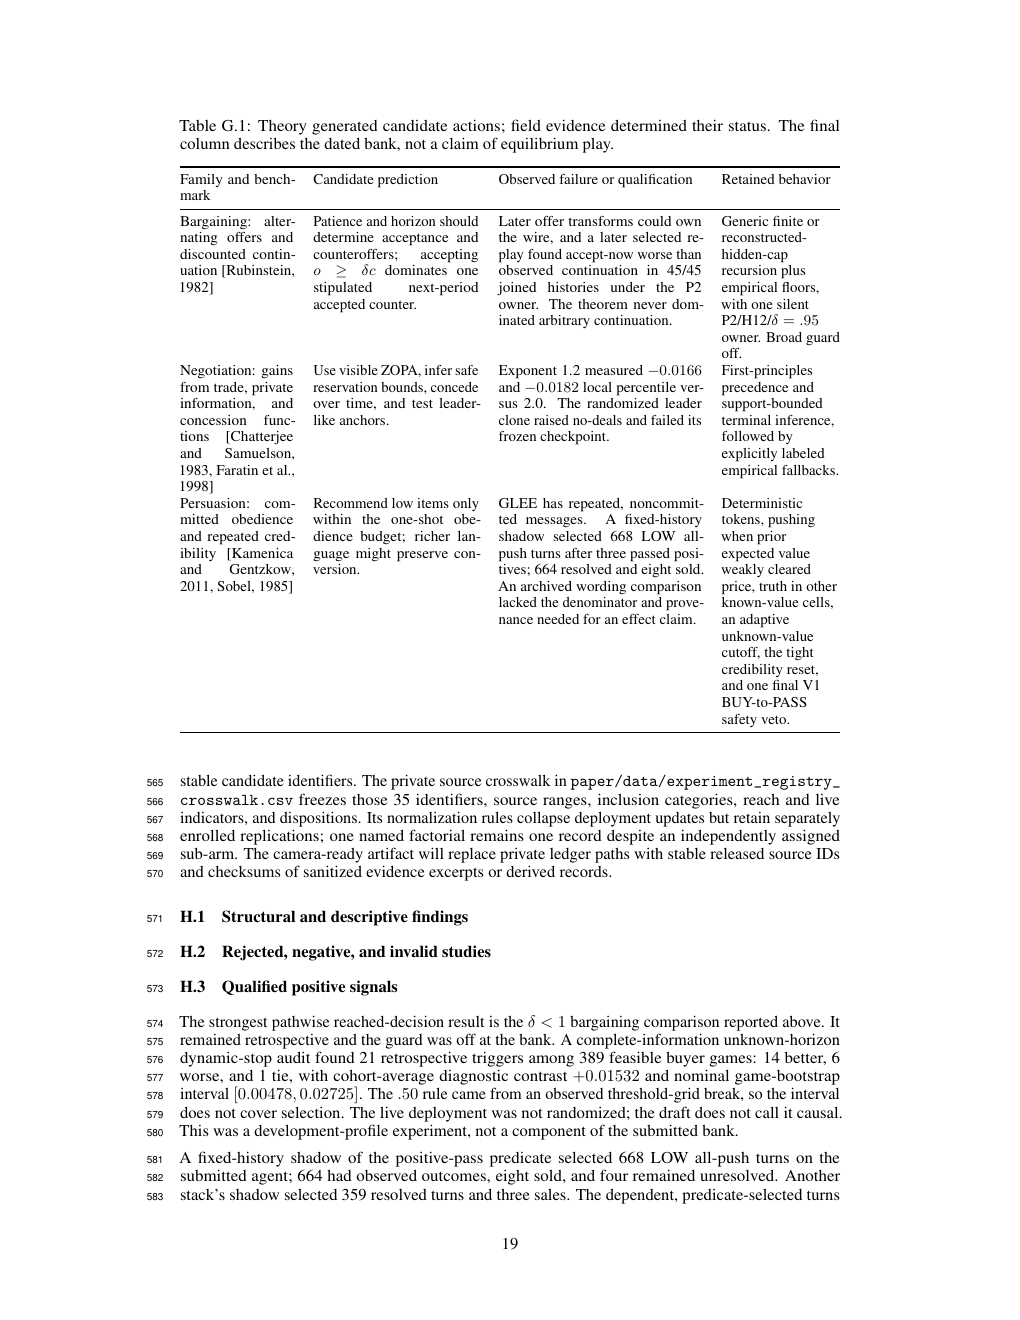 Table G.1: Theory generated candidate actions; field evidence determined their status. The final
column describes the dated bank, not a claim of equilibrium play.
Family and bench-
mark
Candidate prediction
Observed failure or qualification
Retained behavior
Bargaining: alter-
nating offers and
discounted contin-
uation [Rubinstein,
1982]
Patience and horizon should
determine acceptance and
counteroffers; accepting
o ≥ δc dominates one
stipulated next-period
accepted counter.
Later offer transforms could own
the wire, and a later selected re-
play found accept-now worse than
observed continuation in 45/45
joined histories under the P2
owner. The theorem never dom-
inated arbitrary continuation.
Generic finite or
reconstructed-
hidden-cap
recursion plus
empirical floors,
with one silent
P2/H12/δ = .95
owner. Broad guard
off.
Negotiation: gains
from trade, private
information, and
concession func-
tions [Chatterjee
and Samuelson,
1983, Faratin et al.,
1998]
Use visible ZOPA, infer safe
reservation bounds, concede
over time, and test leader-
like anchors.
Exponent 1.2 measured −0.0166
and −0.0182 local percentile ver-
sus 2.0. The randomized leader
clone raised no-deals and failed its
frozen checkpoint.
First-principles
precedence and
support-bounded
terminal inference,
followed by
explicitly labeled
empirical fallbacks.
Persuasion: com-
mitted obedience
and repeated cred-
ibility [Kamenica
and Gentzkow,
2011, Sobel, 1985]
Recommend low items only
within the one-shot obe-
dience budget; richer lan-
guage might preserve con-
version.
GLEE has repeated, noncommit-
ted messages. A fixed-history
shadow selected 668 LOW all-
push turns after three passed posi-
tives; 664 resolved and eight sold.
An archived wording comparison
lacked the denominator and prove-
nance needed for an effect claim.
Deterministic
tokens, pushing
when prior
expected value
weakly cleared
price, truth in other
known-value cells,
an adaptive
unknown-value
cutoff, the tight
credibility reset,
and one final V1
BUY-to-PASS
safety veto.
565 stable candidate identifiers. The private source crosswalk in paper/data/experiment_registry_
566 crosswalk.csv freezes those 35 identifiers, source ranges, inclusion categories, reach and live
567 indicators, and dispositions. Its normalization rules collapse deployment updates but retain separately
568 enrolled replications; one named factorial remains one record despite an independently assigned
569 sub-arm. The camera-ready artifact will replace private ledger paths with stable released source IDs
570 and checksums of sanitized evidence excerpts or derived records.
571 H.1 Structural and descriptive findings
572 H.2 Rejected, negative, and invalid studies
573 H.3 Qualified positive signals
574 The strongest pathwise reached-decision result is the δ < 1 bargaining comparison reported above. It
575 remained retrospective and the guard was off at the bank. A complete-information unknown-horizon
576 dynamic-stop audit found 21 retrospective triggers among 389 feasible buyer games: 14 better, 6
577 worse, and 1 tie, with cohort-average diagnostic contrast +0.01532 and nominal game-bootstrap
578 interval [0.00478, 0.02725]. The .50 rule came from an observed threshold-grid break, so the interval
579 does not cover selection. The live deployment was not randomized; the draft does not call it causal.
580 This was a development-profile experiment, not a component of the submitted bank.
581 A fixed-history shadow of the positive-pass predicate selected 668 LOW all-push turns on the
582 submitted agent; 664 had observed outcomes, eight sold, and four remained unresolved. Another
583 stack's shadow selected 359 resolved turns and three sales. The dependent, predicate-selected turns
19